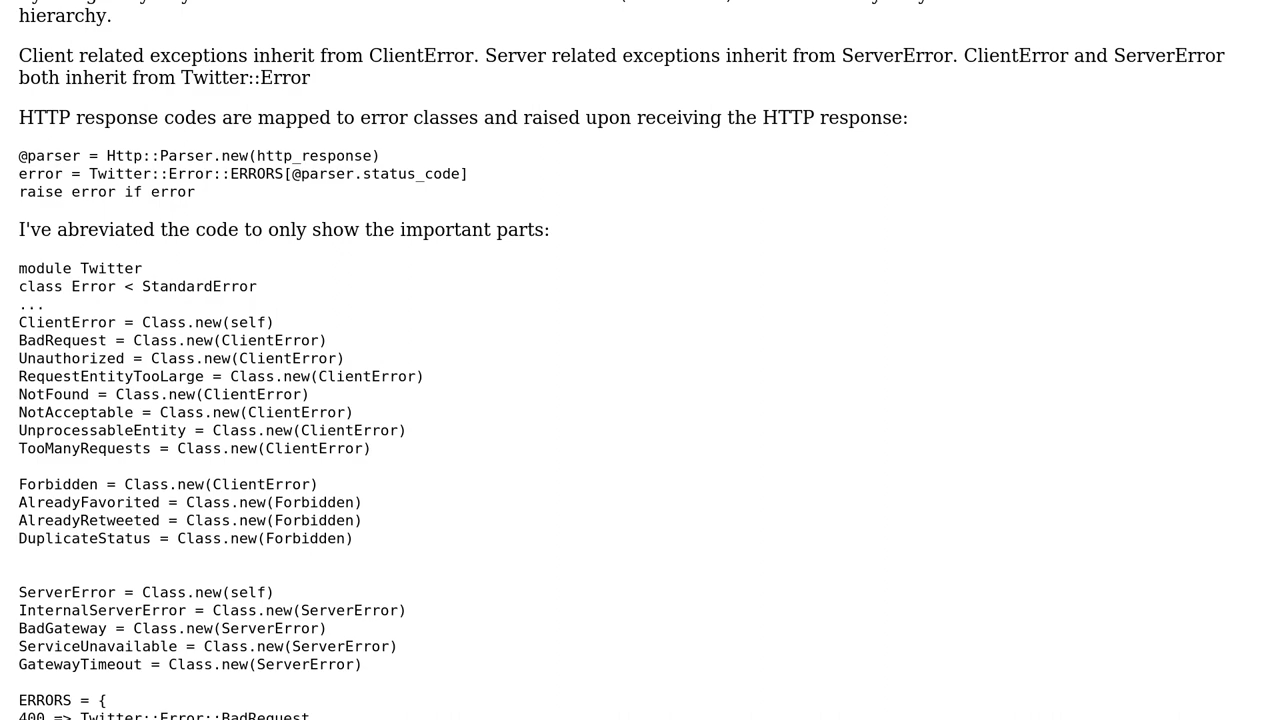 hierarchy.
Client related exceptions inherit from ClientError. Server related exceptions inherit from ServerError. ClientError and ServerError
both inherit from Twitter::Error
HTTP response codes are mapped to error classes and raised upon receiving the HTTP response:
@parser = Http::Parser.new(http_response)
error = Twitter::Error::ERRORS[@parser.status_code]
raise error if error
I've abreviated the code to only show the important parts:
module Twitter
class Error < StandardError
...
ClientError = Class.new(self)
BadRequest = Class.new(ClientError)
Unauthorized = Class.new(ClientError)
RequestEntityTooLarge = Class.new(ClientError)
NotFound = Class.new(ClientError)
NotAcceptable = Class.new(ClientError)
UnprocessableEntity = Class.new(ClientError)
TooManyRequests = Class.new(ClientError)
Forbidden = Class.new(ClientError)
AlreadyFavorited = Class.new(Forbidden)
AlreadyRetweeted = Class.new(Forbidden)
DuplicateStatus = Class.new(Forbidden)
ServerError = Class.new(self)
InternalServerError = Class.new(ServerError)
BadGateway = Class.new(ServerError)
ServiceUnavailable = Class.new(ServerError)
GatewayTimeout = Class.new(ServerError)
ERRORS = {
400 => Twitter::Error::BadRequest